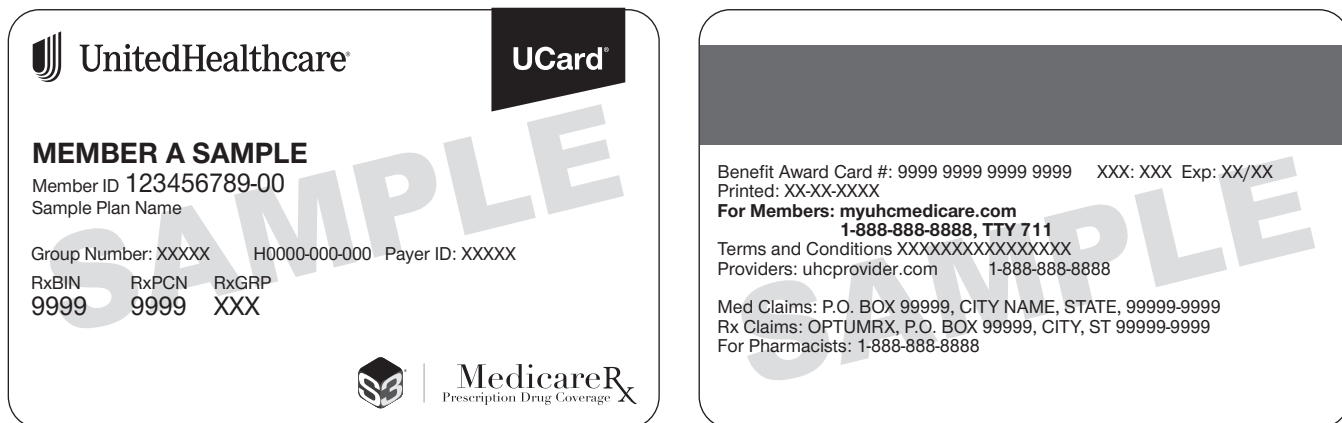 UnitedHealthcare®
UCard®
MEMBER A SAMPLE
Member ID 123456789-00
Sample Plan Name
Group Number: XXXXX H0000-000-000 Payer ID: XXXXX
RxBIN RxPCN RxGRP
9999 9999 XXX
SAMPLE
S3
MedicareRx
Prescription Drug Coverage
Benefit Award Card #: 9999 9999 9999 9999 XXX: XXX Exp: XX/XX
Printed: XX-XX-XXXX
For Members: myuhcmedicare.com
1-888-888-8888, TTY 711
Terms and Conditions XXXXXXXXXXXXXXXX
Providers: uhcprovider.com 1-888-888-8888
Med Claims: P.O. BOX 99999, CITY NAME, STATE, 99999-9999
Rx Claims: OPTUMRX, P.O. BOX 99999, CITY, ST 99999-9999
For Pharmacists: 1-888-888-8888
SAMPLE